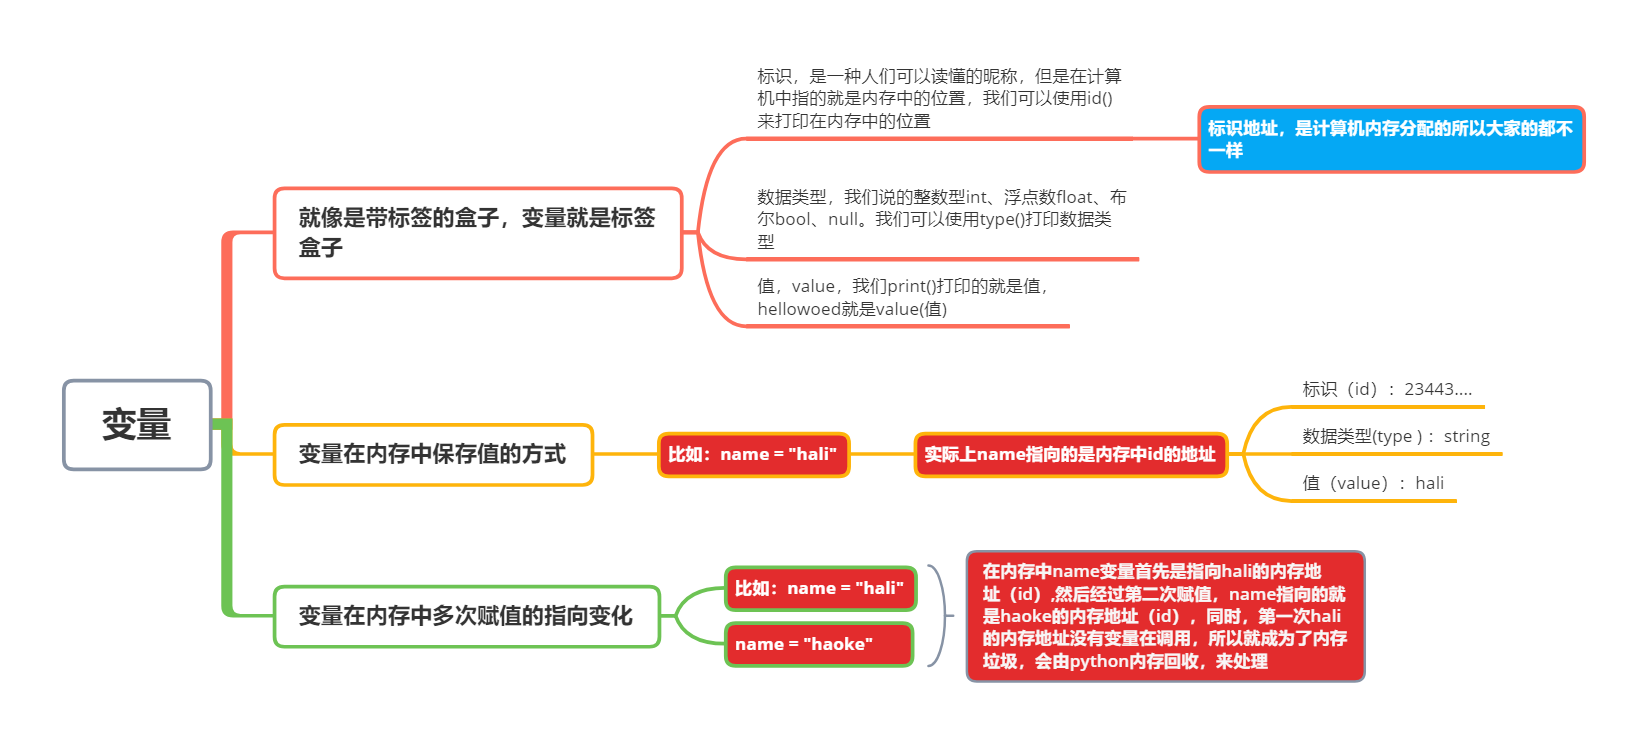 变量
就像是带标签的盒子，变量就是标签
盒子
标识，是一种人们可以读懂的昵称，但是在计算
机中指的就是内存中的位置，我们可以使用id()
来打印在内存中的位置
标识地址，是计算机内存分配的所以大家的都不
一样
数据类型，我们说的整数型int、浮点数float、布
尔bool、null。我们可以使用type()打印数据类
型
值，value，我们print()打印的就是值，
hellowoed就是value(值)
变量在内存中保存值的方式
比如：name = "hali"
实际上name指向的是内存中id的地址
标识（id）：23443....
数据类型(type )：string
值（value）：hali
变量在内存中多次赋值的指向变化
比如：name = "hali"
name = "haoke"
在内存中name变量首先是指向hali的内存地
址（id）,然后经过第二次赋值，name指向的就
是haoke的内存地址（id），同时，第一次hali
的内存地址没有变量在调用，所以就成为了内存
垃圾，会由python内存回收，来处理